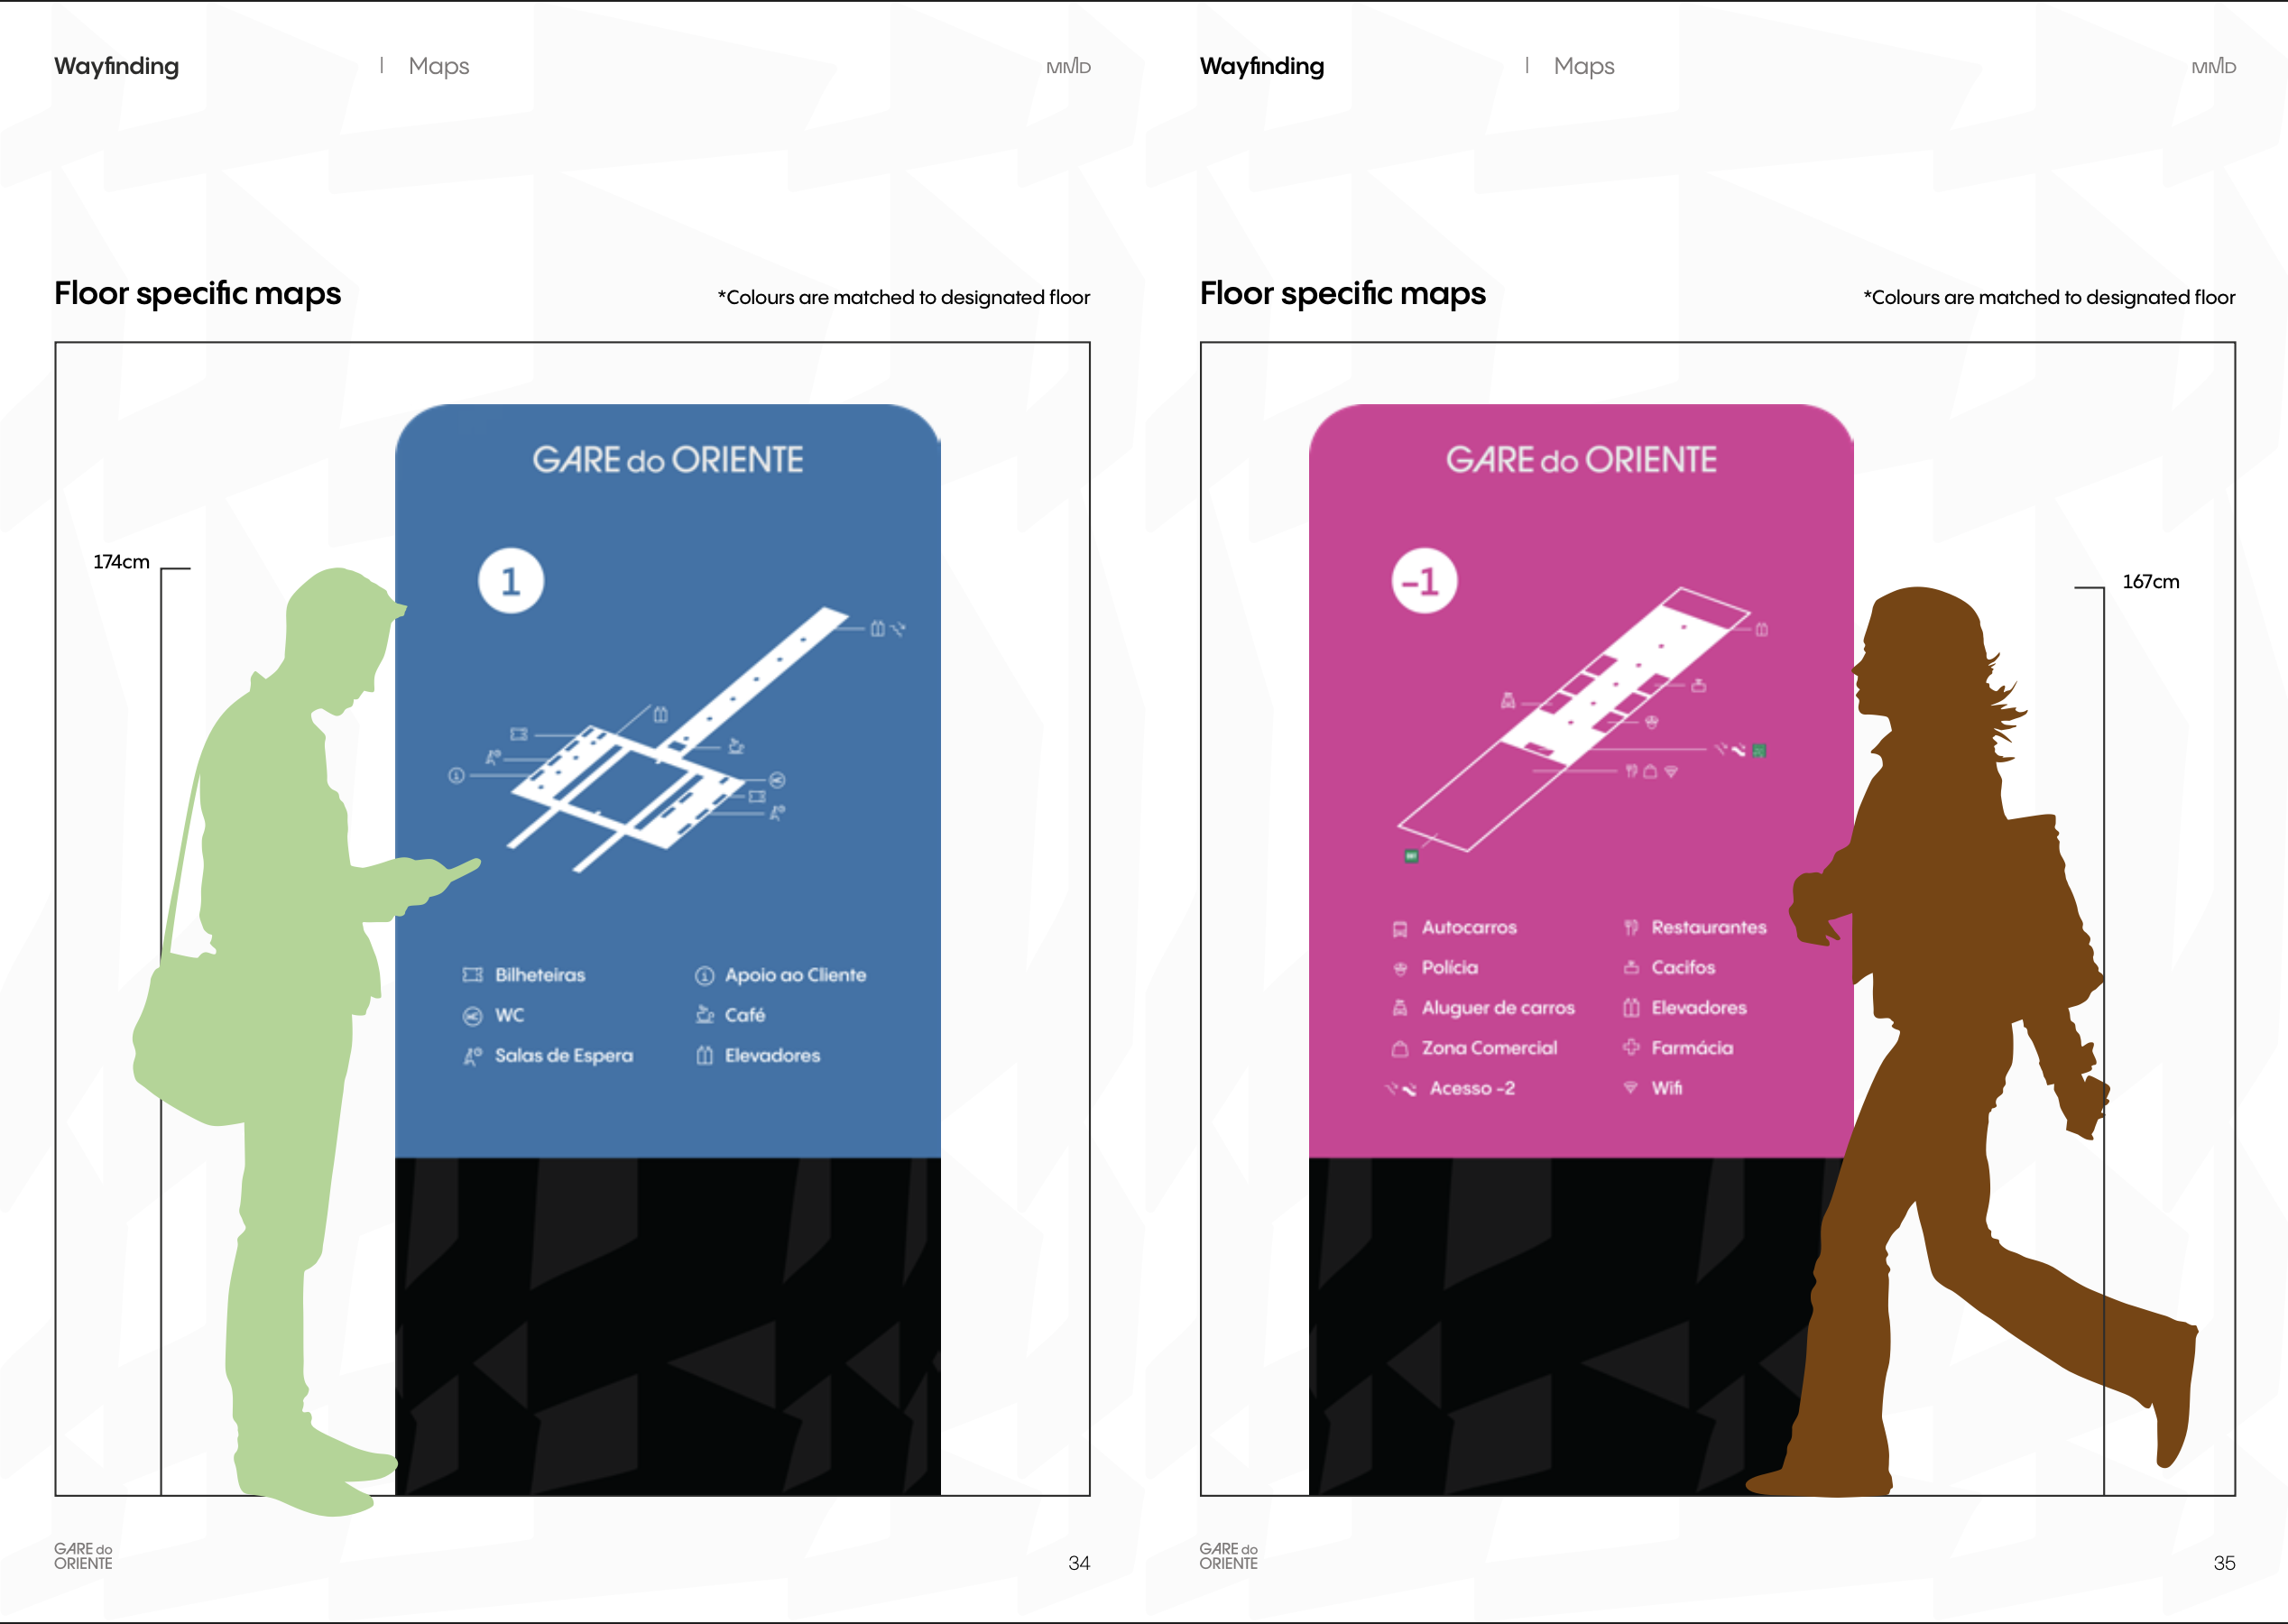 Wayfinding | Maps MMD
Floor specific maps *Colours are matched to designated floor
174cm
GARE do ORIENTE
1
Bilheteiras
WC
Salas de Espera
Apoio ao Cliente
Café
Elevadores
GARE do
ORIENTE
34
Wayfinding | Maps MMD
Floor specific maps *Colours are matched to designated floor
167cm
GARE do ORIENTE
-1
Autocarros
Polícia
Aluguer de carros
Zona Comercial
Acesso -2
Restaurantes
Cacifos
Elevadores
Farmácia
Wifi
GARE do
ORIENTE
35